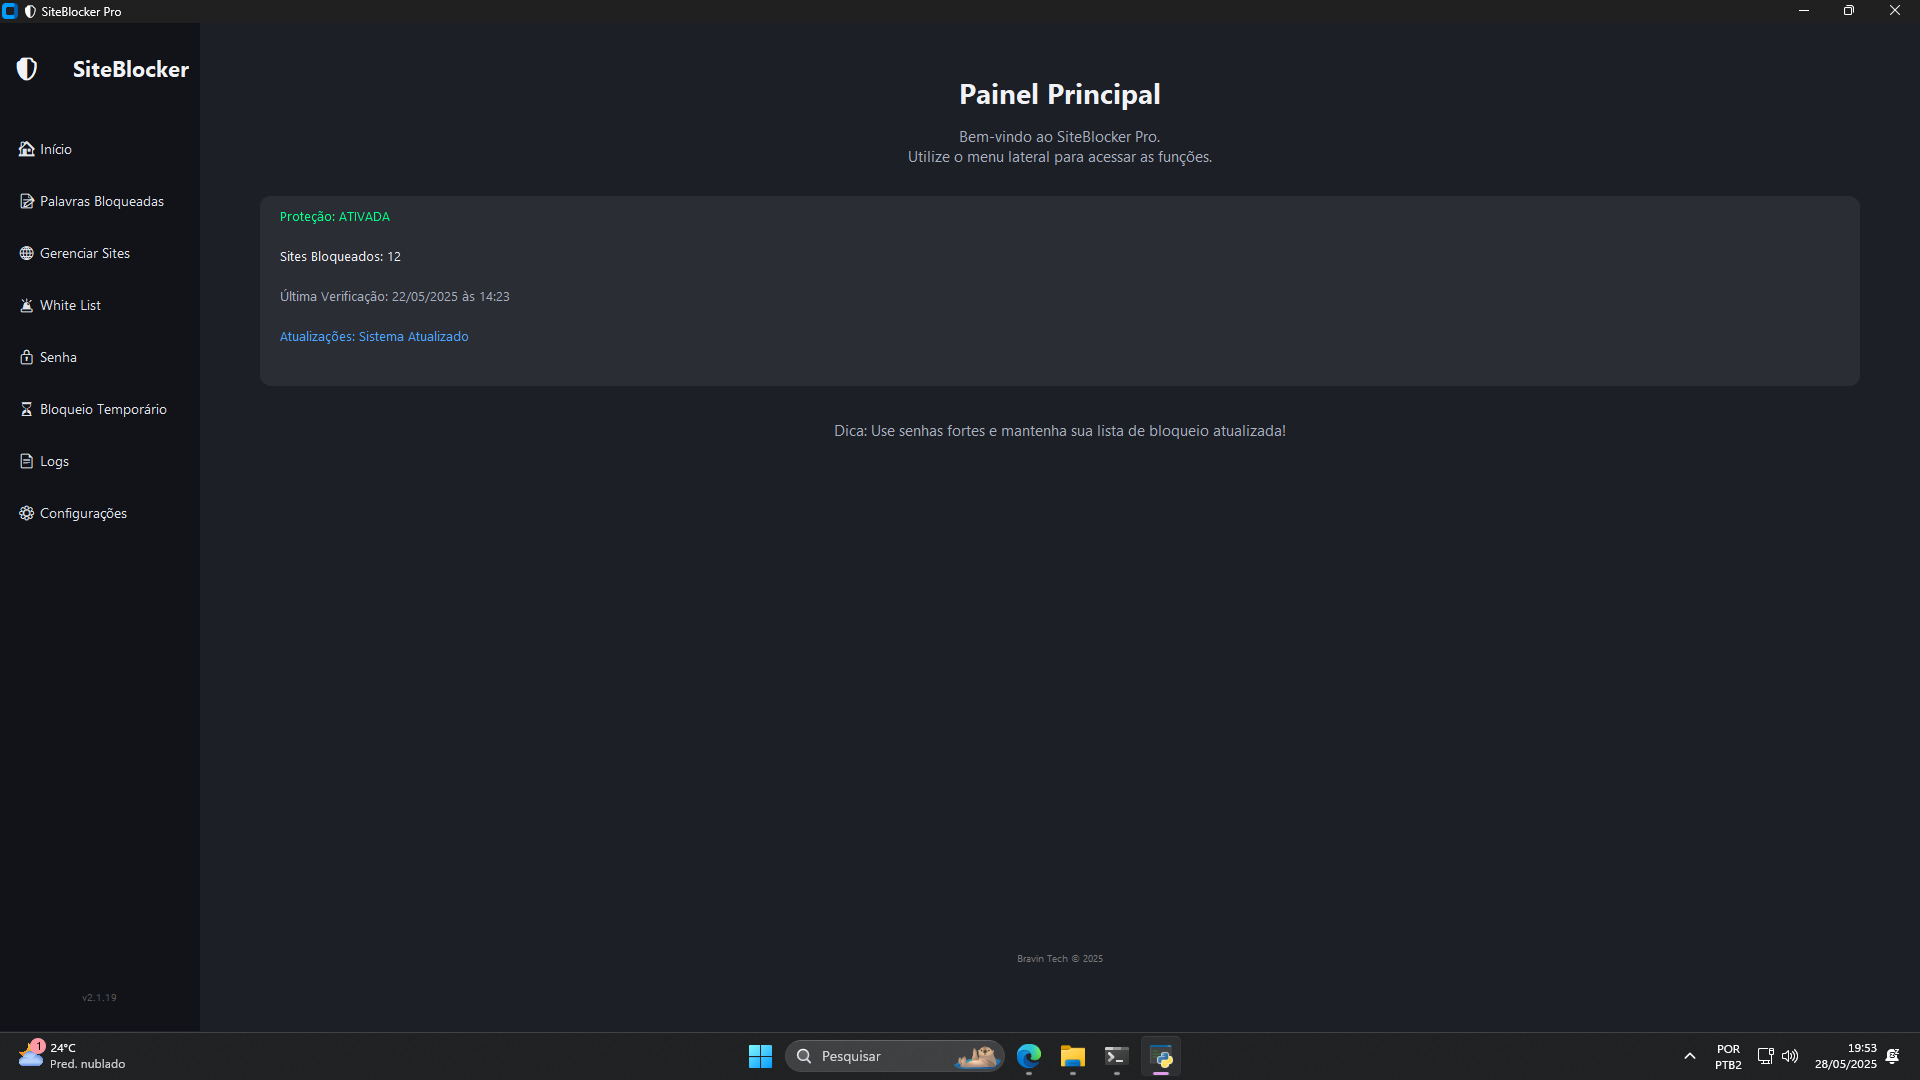 SiteBlocker Pro
SiteBlocker
Início
Palavras Bloqueadas
Gerenciar Sites
White List
Senha
Bloqueio Temporário
Logs
Configurações
v2.1.19
Painel Principal
Bem-vindo ao SiteBlocker Pro.
Utilize o menu lateral para acessar as funções.
Proteção: ATIVADA
Sites Bloqueados: 12
Última Verificação: 22/05/2025 às 14:23
Atualizações: Sistema Atualizado
Dica: Use senhas fortes e mantenha sua lista de bloqueio atualizada!
Bravin Tech © 2025
1
24°C
Pred. nublado
Pesquisar
POR
PTB2
19:53
28/05/2025